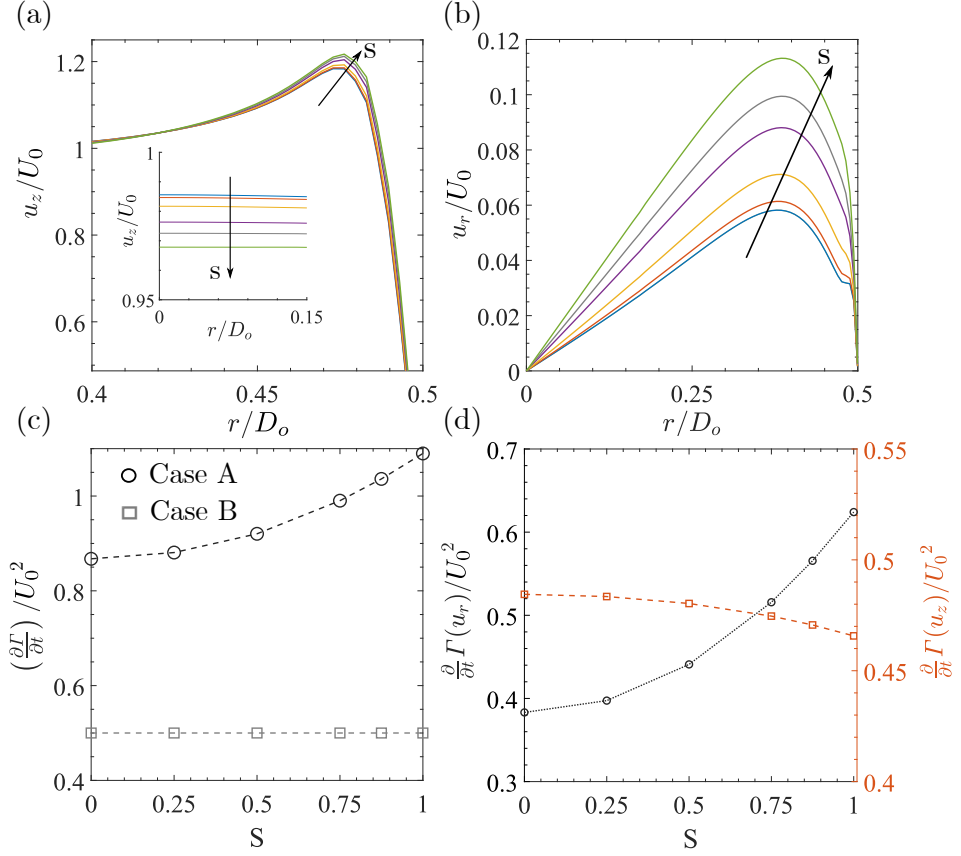 (a)
1.2
1
0.8
0.6
0.4
0.45
0.5
u_z/U_0
r/D_o
S
1
0.95
0
0.15
u_z/U_0
r/D_o
S
(b)
0.12
0.1
0.08
0.06
0.04
0.02
0
0
0.25
0.5
u_r/U_0
r/D_o
S
(c)
Case A
Case B
1
0.8
0.6
0.4
0
0.25
0.5
0.75
1
(∂Γ/∂t)/U_0^2
S
(d)
0.7
0.6
0.5
0.4
0.3
0
0.25
0.5
0.75
1
∂/∂t Γ(u_r)/U_0^2
S
0.55
0.5
0.45
0.4
∂/∂t Γ(u_z)/U_0^2